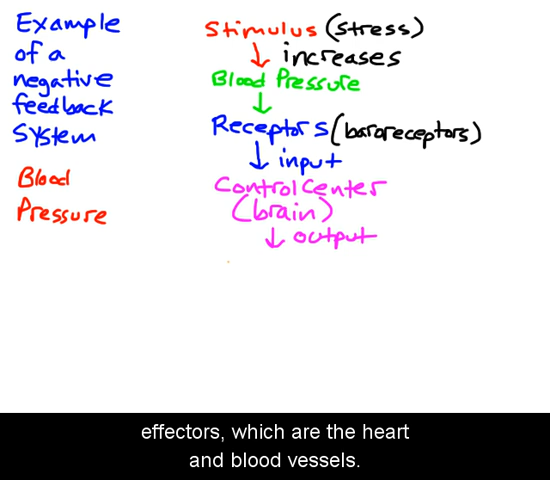 Example
of a
negative
feedback
System
Blood
Pressure
Stimulus (stress)
↓ increases
Blood Pressure
↓
Receptors (baroreceptors)
↓ input
Control Center
(brain)
↓ output
effectors, which are the heart
and blood vessels.